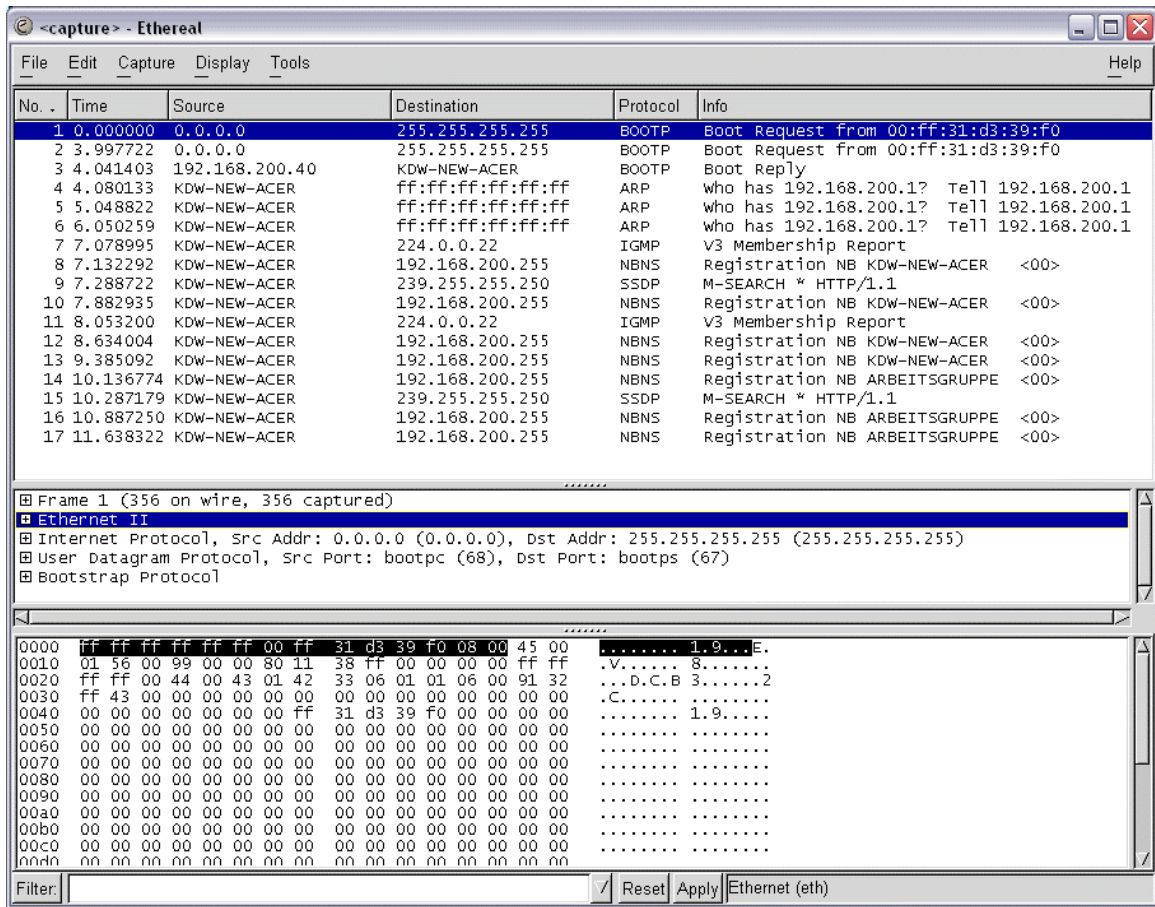 <capture> - Ethereal
File Edit Capture Display Tools Help
No. . Time Source Destination Protocol Info
1 0.000000 0.0.0.0 255.255.255.255 BOOTP Boot Request from 00:ff:31:d3:39:f0
2 3.997722 0.0.0.0 255.255.255.255 BOOTP Boot Request from 00:ff:31:d3:39:f0
3 4.041403 192.168.200.40 KDW-NEW-ACER BOOTP Boot Reply
4 4.080133 KDW-NEW-ACER ff:ff:ff:ff:ff:ff ARP who has 192.168.200.1? Tell 192.168.200.1
5 5.048822 KDW-NEW-ACER ff:ff:ff:ff:ff:ff ARP who has 192.168.200.1? Tell 192.168.200.1
6 6.050259 KDW-NEW-ACER ff:ff:ff:ff:ff:ff ARP who has 192.168.200.1? Tell 192.168.200.1
7 7.078995 KDW-NEW-ACER 224.0.0.22 IGMP V3 Membership Report
8 7.132292 KDW-NEW-ACER 192.168.200.255 NBNS Registration NB KDW-NEW-ACER <00>
9 7.288722 KDW-NEW-ACER 239.255.255.250 SSDP M-SEARCH * HTTP/1.1
10 7.882935 KDW-NEW-ACER 192.168.200.255 NBNS Registration NB KDW-NEW-ACER <00>
11 8.053200 KDW-NEW-ACER 224.0.0.22 IGMP V3 Membership Report
12 8.634004 KDW-NEW-ACER 192.168.200.255 NBNS Registration NB KDW-NEW-ACER <00>
13 9.385092 KDW-NEW-ACER 192.168.200.255 NBNS Registration NB KDW-NEW-ACER <00>
14 10.136774 KDW-NEW-ACER 192.168.200.255 NBNS Registration NB ARBEITSGRUPPE <00>
15 10.287179 KDW-NEW-ACER 239.255.255.250 SSDP M-SEARCH * HTTP/1.1
16 10.887250 KDW-NEW-ACER 192.168.200.255 NBNS Registration NB ARBEITSGRUPPE <00>
17 11.638322 KDW-NEW-ACER 192.168.200.255 NBNS Registration NB ARBEITSGRUPPE <00>
Frame 1 (356 on wire, 356 captured)
Ethernet II
Internet Protocol, Src Addr: 0.0.0.0 (0.0.0.0), Dst Addr: 255.255.255.255 (255.255.255.255)
User Datagram Protocol, Src Port: bootpc (68), Dst Port: bootps (67)
Bootstrap Protocol
0000 ff ff ff ff ff ff 00 ff 31 d3 39 f0 08 00 45 00 ........ 1.9...E.
0010 01 56 00 99 00 00 80 11 38 ff 00 00 00 00 ff ff .V...... 8.......
0020 ff ff 00 44 00 43 01 42 33 06 01 01 06 00 91 32 ...D.C.B 3......2
0030 ff 43 00 00 00 00 00 00 00 00 00 00 00 00 00 00 .C...... ........
0040 00 00 00 00 00 00 00 ff 31 d3 39 f0 00 00 00 00 ........ 1.9.....
0050 00 00 00 00 00 00 00 00 00 00 00 00 00 00 00 00 ........ ........
0060 00 00 00 00 00 00 00 00 00 00 00 00 00 00 00 00 ........ ........
0070 00 00 00 00 00 00 00 00 00 00 00 00 00 00 00 00 ........ ........
0080 00 00 00 00 00 00 00 00 00 00 00 00 00 00 00 00 ........ ........
0090 00 00 00 00 00 00 00 00 00 00 00 00 00 00 00 00 ........ ........
00a0 00 00 00 00 00 00 00 00 00 00 00 00 00 00 00 00 ........ ........
00b0 00 00 00 00 00 00 00 00 00 00 00 00 00 00 00 00 ........ ........
00c0 00 00 00 00 00 00 00 00 00 00 00 00 00 00 00 00 ........ ........
00d0 00 00 00 00 00 00 00 00 00 00 00 00 00 00 00 00 ........ ........
Filter: Reset Apply Ethernet (eth)